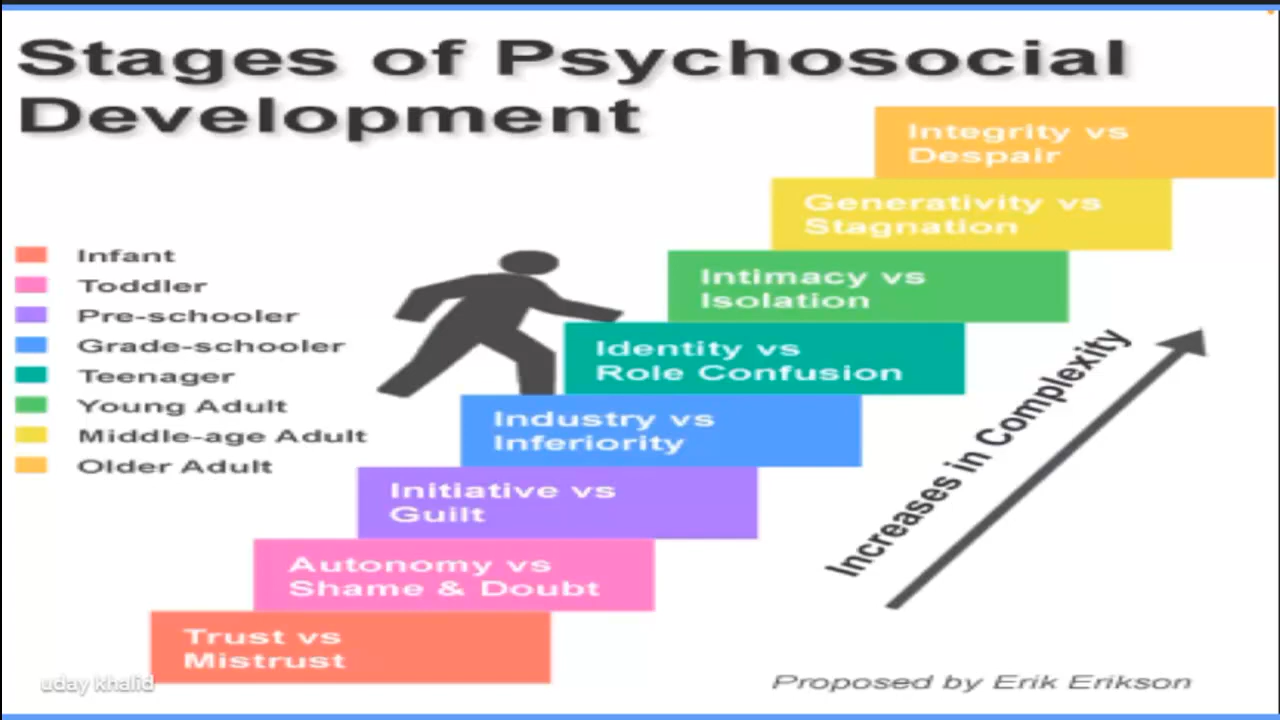 Stages of Psychosocial
Development
Integrity vs
Despair
Generativity vs
Stagnation
Intimacy vs
Isolation
Identity vs
Role Confusion
Industry vs
Inferiority
Initiative vs
Guilt
Autonomy vs
Shame & Doubt
Trust vs
Mistrust
Infant
Toddler
Pre-schooler
Grade-schooler
Teenager
Young Adult
Middle-age Adult
Older Adult
Increases in Complexity
uday khalid
Proposed by Erik Erikson